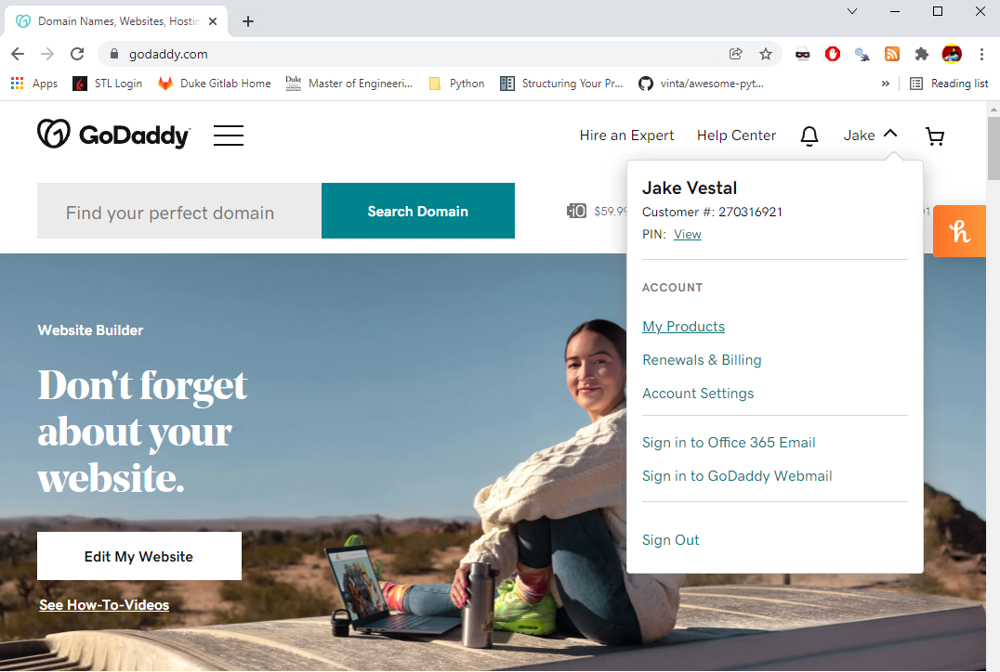 Domain Names, Websites, Hostin
godaddy.com
Apps
STL Login
Duke Gitlab Home
Duke
Master of Engineeri...
Python
Structuring Your Pr...
vinta/awesome-pyt...
»
Reading list
GoDaddy
Hire an Expert
Help Center
Jake
Find your perfect domain
Search Domain
.iO
$59.99
Jake Vestal
Customer #: 270316921
PIN: View
ACCOUNT
My Products
Renewals & Billing
Account Settings
Sign in to Office 365 Email
Sign in to GoDaddy Webmail
Sign Out
h
Website Builder
Don't forget
about your
website.
Edit My Website
See How-To-Videos